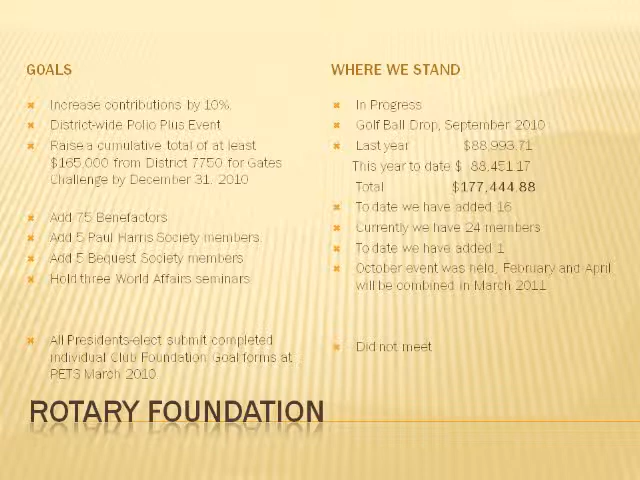 GOALS
Increase contributions by 10%.
District-wide Polio Plus Event
Raise a cumulative total of at least
$165,000 from District 7750 for Gates
Challenge by December 31, 2010
Add 75 Benefactors
Add 5 Paul Harris Society members.
Add 5 Bequest Society members
Hold three World Affairs seminars
All Presidents-elect submit completed
individual Club Foundation Goal forms at
PETS March 2010
WHERE WE STAND
In Progress
Golf Ball Drop, September 2010
Last year $88,993.71
This year to date $ 88,451.17
Total $177,444.88
To date we have added 16
Currently we have 24 members
To date we have added 1
October event was held, February and April
will be combined in March 2011
Did not meet
ROTARY FOUNDATION